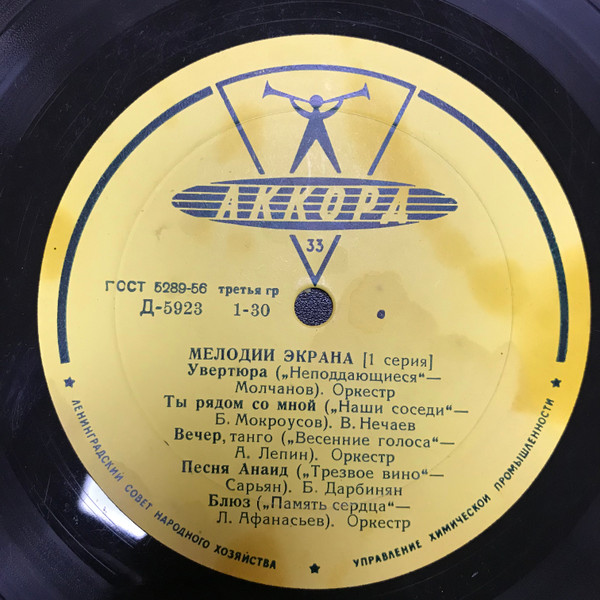 АККОРД
33
ГОСТ 5289-56 третья гр
Д-5923 1-30
МЕЛОДИИ ЭКРАНА [1 серия]
Увертюра („Неподдающиеся“—
Молчанов). Оркестр
Ты рядом со мной („Наши соседи“—
Б. Мокроусов). В. Нечаев
Вечер, танго („Весенние голоса“—
А. Лепин). Оркестр
Песня Анаид („Трезвое вино“—
Сарьян). Б. Дарбинян
Блюз („Память сердца“—
Л. Афанасьев). Оркестр
ЛЕНИНГРАДСКИЙ СОВЕТ НАРОДНОГО ХОЗЯЙСТВА
УПРАВЛЕНИЕ ХИМИЧЕСКОЙ ПРОМЫШЛЕННОСТИ